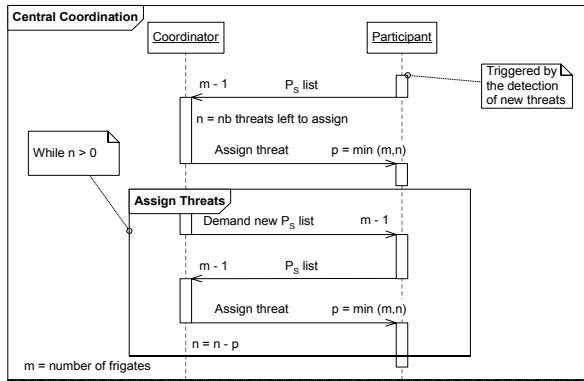 Central Coordination
Coordinator
Participant
Triggered by
the detection
of new threats
m - 1 PS list
n = nb threats left to assign
Assign threat p = min (m,n)
While n > 0
Assign Threats
Demand new PS list m - 1
m - 1 PS list
Assign threat p = min (m,n)
n = n - p
m = number of frigates